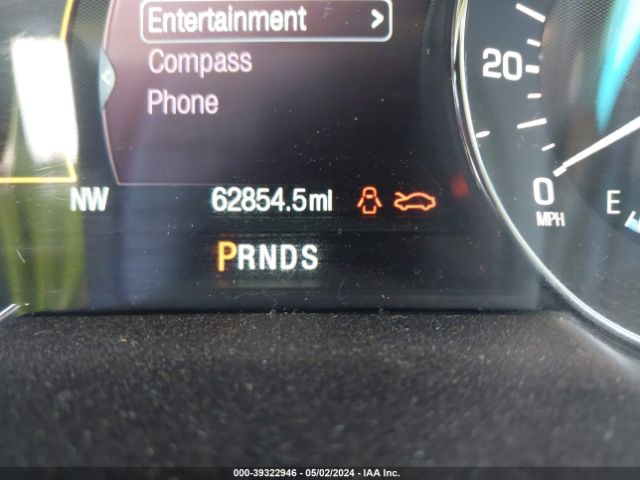 Entertainment >
Compass
Phone
20
0
MPH
E
NW 62854.5mi
PRNDS
000-39322946 - 05/02/2024 - IAA Inc.